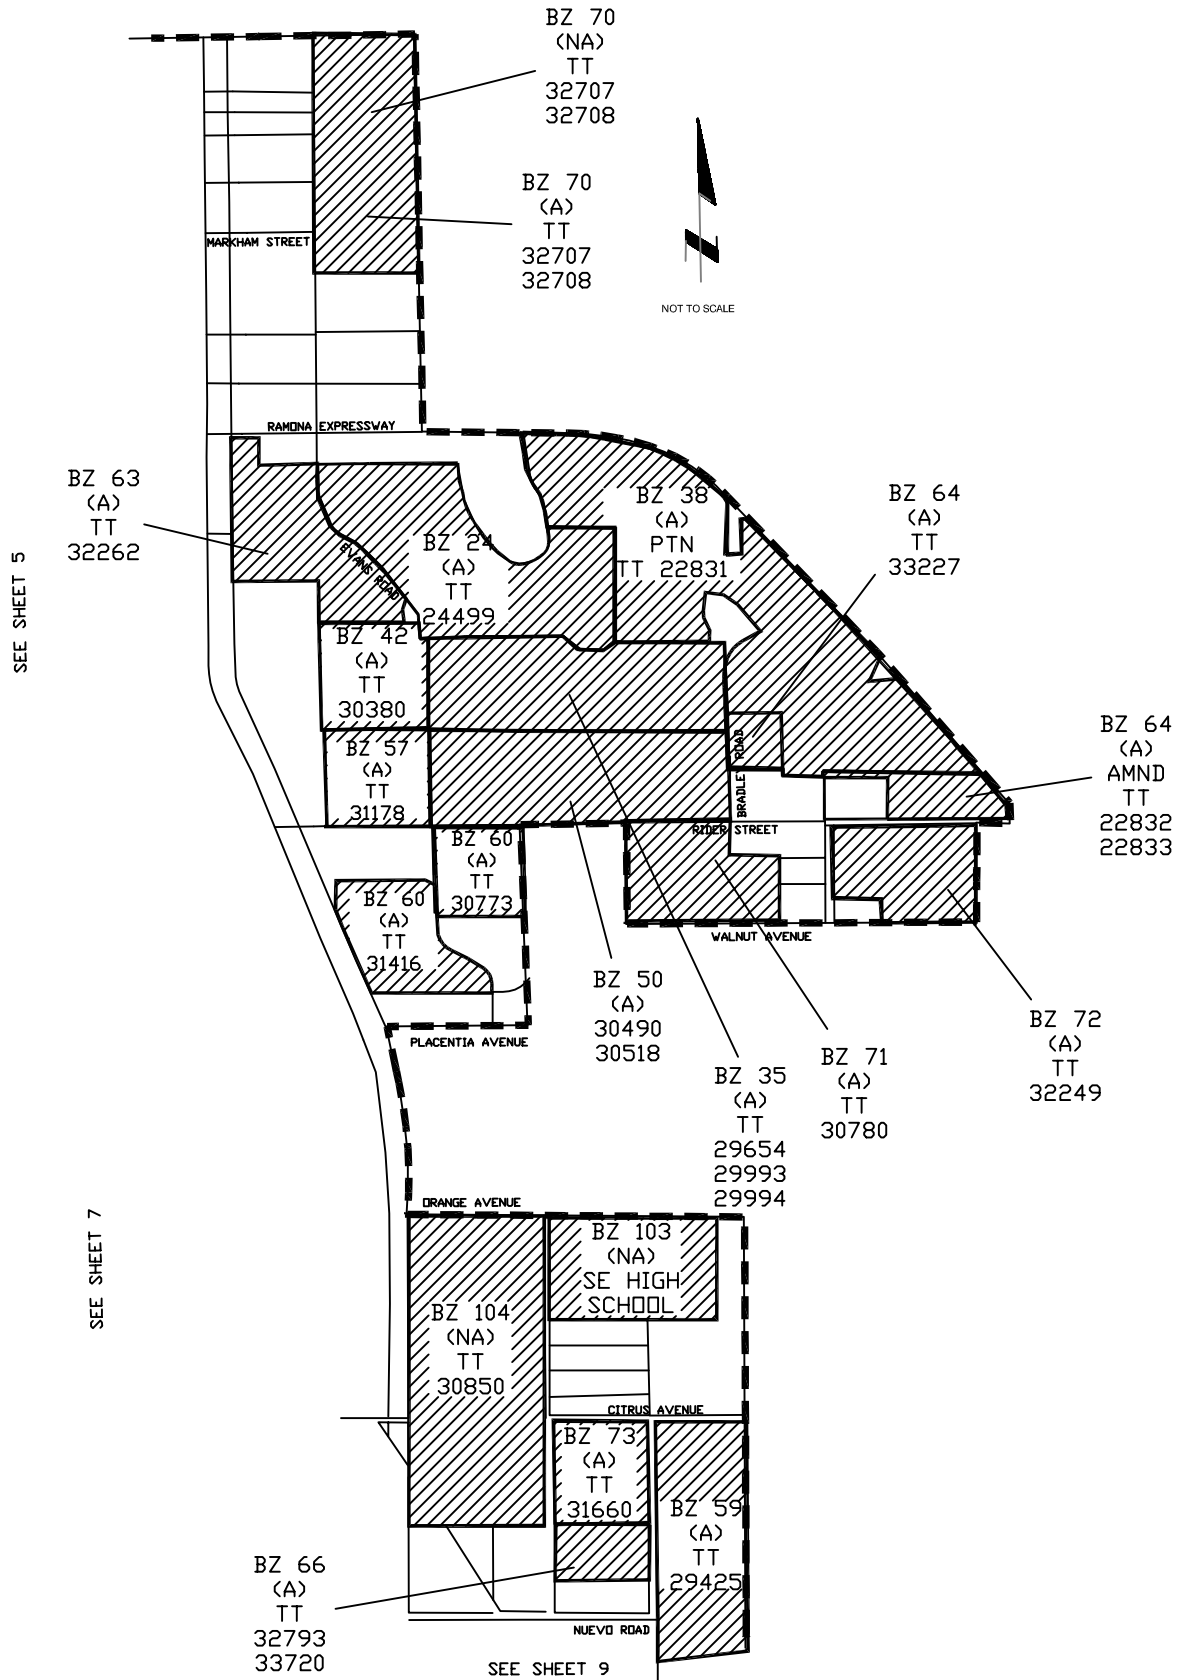 BZ 70
(NA)
TT
32707
32708
BZ 70
(A)
TT
32707
32708
MARKHAM STREET
NOT TO SCALE
RAMONA EXPRESSWAY
BZ 63
(A)
TT
32262
SEE SHEET 5
EVANS ROAD
BZ 24
(A)
TT
24499
BZ 38
(A)
PTN
TT 22831
BZ 64
(A)
TT
33227
BZ 42
(A)
TT
30380
BZ 57
(A)
TT
31178
BRADLEY ROAD
BZ 64
(A)
AMND
TT
22832
22833
RIDER STREET
BZ 60
(A)
TT
30773
BZ 60
(A)
TT
31416
WALNUT AVENUE
BZ 50
(A)
30490
30518
PLACENTIA AVENUE
BZ 35
(A)
TT
29654
29993
29994
BZ 71
(A)
TT
30780
BZ 72
(A)
TT
32249
ORANGE AVENUE
SEE SHEET 7
BZ 103
(NA)
SE HIGH
SCHOOL
BZ 104
(NA)
TT
30850
CITRUS AVENUE
BZ 73
(A)
TT
31660
BZ 59
(A)
TT
29425
BZ 66
(A)
TT
32793
33720
NUEVO ROAD
SEE SHEET 9